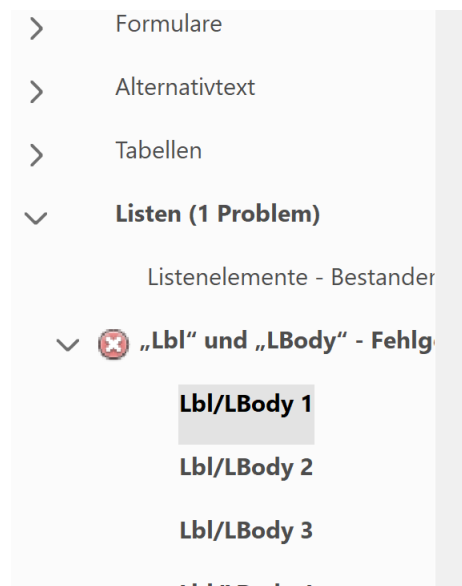 Formulare
Alternativtext
Tabellen
Listen (1 Problem)
Listenelemente - Bestanden
„Lbl“ und „LBody“ - Fehlg
Lbl/LBody 1
Lbl/LBody 2
Lbl/LBody 3